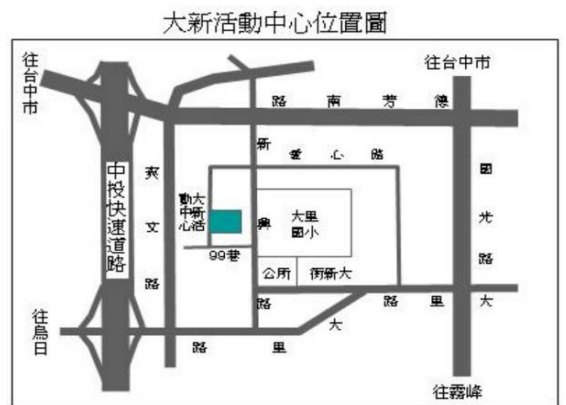 大新活動中心位置圖
往台中市
往台中市
德芳南路
愛心路
新興路
中投快速道路
爽文路
大新活
動中心
大里
國小
國光路
99巷
公所
大新街
往烏日
大里路
大里路
往霧峰